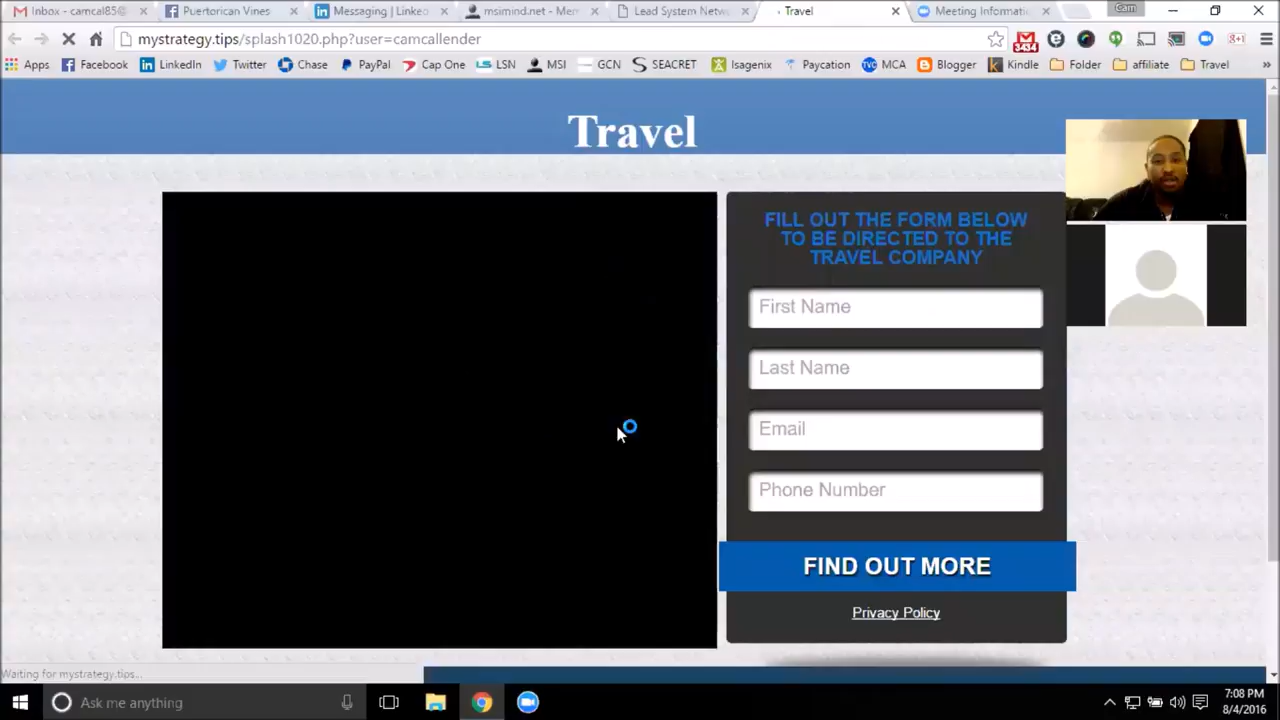 Inbox - camcal85@
Puertorican Vines
Messaging | Linke
msimind.net - Mem
Lead System Netw
Travel
Meeting Informati
Cam
mystrategy.tips/splash1020.php?user=camcallender
3434
g+1
Apps Facebook LinkedIn Twitter Chase PayPal Cap One LSN MSI GCN SEACRET Isagenix Paycation MCA Blogger Kindle Folder affiliate Travel »
Travel
FILL OUT THE FORM BELOW
TO BE DIRECTED TO THE
TRAVEL COMPANY
First Name
Last Name
Email
Phone Number
FIND OUT MORE
Privacy Policy
Waiting for mystrategy.tips...
Ask me anything
7:08 PM
8/4/2016